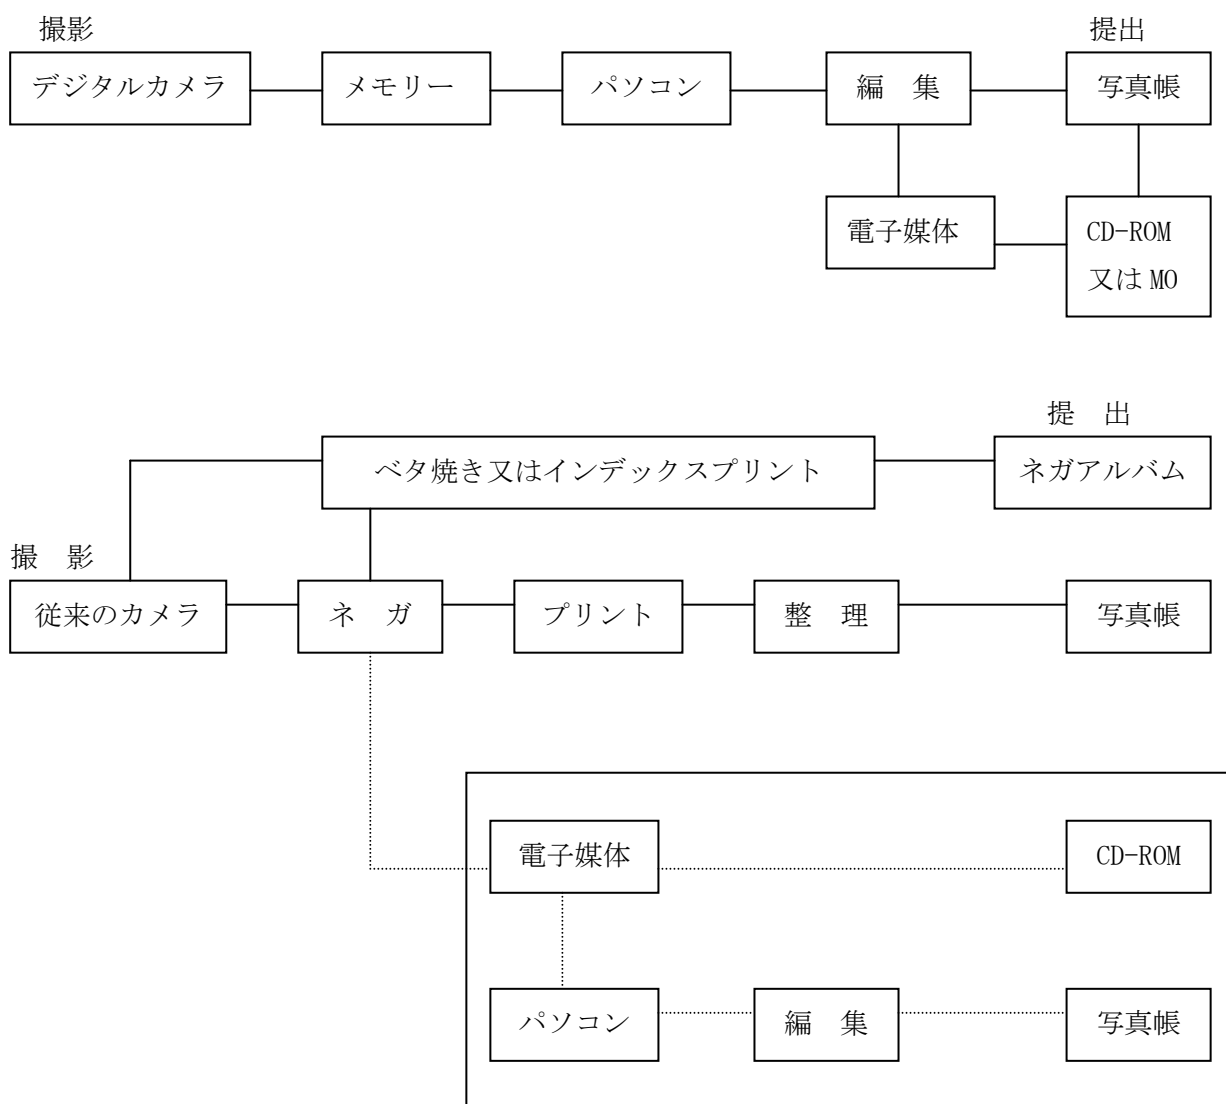 撮影
提出
デジタルカメラ
メモリー
パソコン
編　集
写真帳
電子媒体
CD-ROM
又は MO
提　出
ベタ焼き又はインデックスプリント
ネガアルバム
撮　影
従来のカメラ
ネ　ガ
プリント
整　理
写真帳
電子媒体
CD-ROM
パソコン
編　集
写真帳